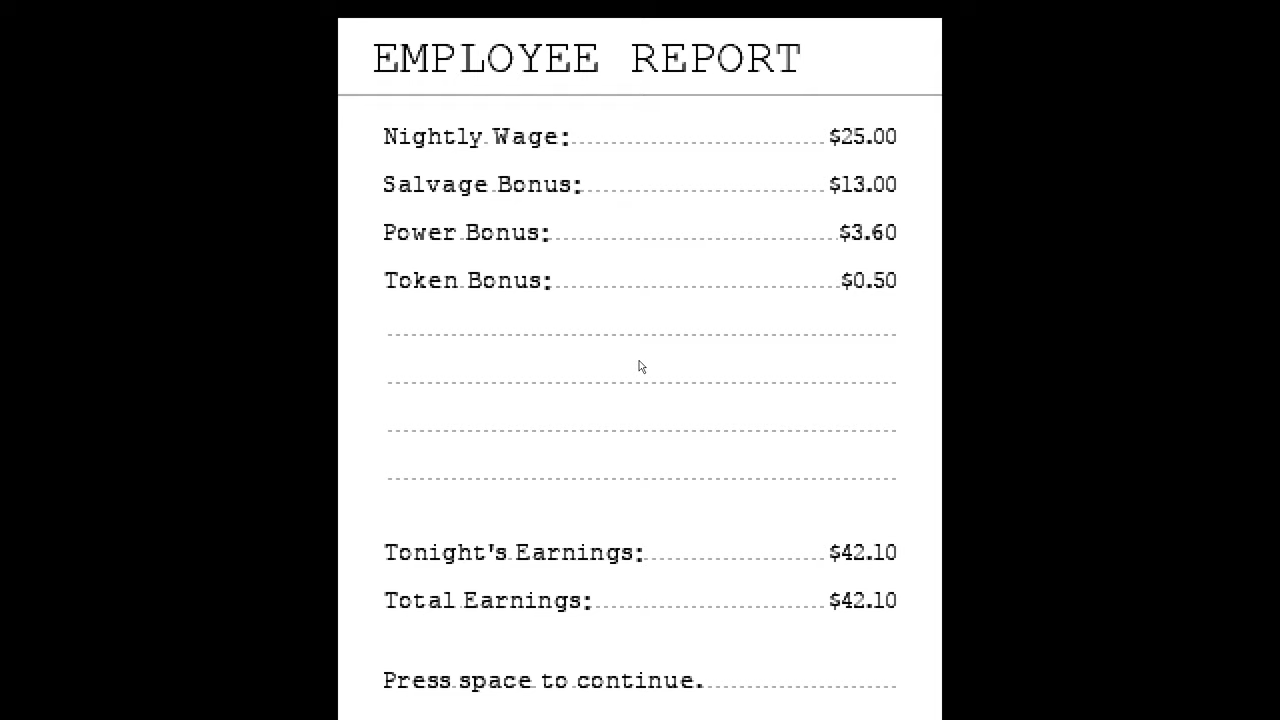 EMPLOYEE REPORT
Nightly Wage: $25.00
Salvage Bonus: $13.00
Power Bonus: $3.60
Token Bonus: $0.50
Tonight's Earnings: $42.10
Total Earnings: $42.10
Press space to continue.